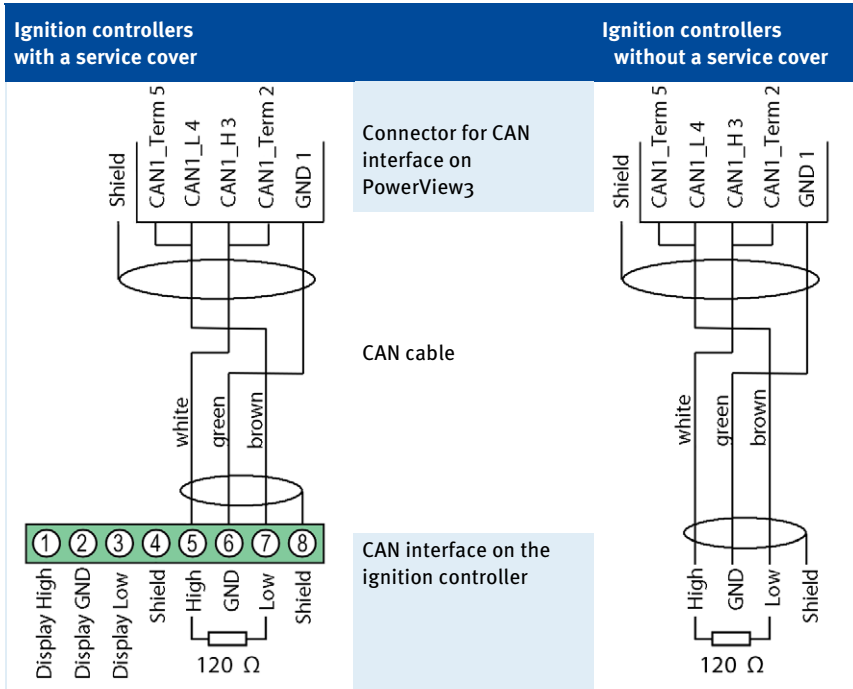 Ignition controllers
with a service cover
Ignition controllers
without a service cover
Shield
CAN1_Term 5
CAN1_L 4
CAN1_H 3
CAN1_Term 2
GND 1
Connector for CAN
interface on
PowerView3
Shield
CAN1_Term 5
CAN1_L 4
CAN1_H 3
CAN1_Term 2
GND 1
white
green
brown
CAN cable
white
green
brown
1 2 3 4 5 6 7 8
Display High
Display GND
Display Low
Shield
High
GND
Low
Shield
120 Ω
CAN interface on the
ignition controller
High
GND
Low
Shield
120 Ω